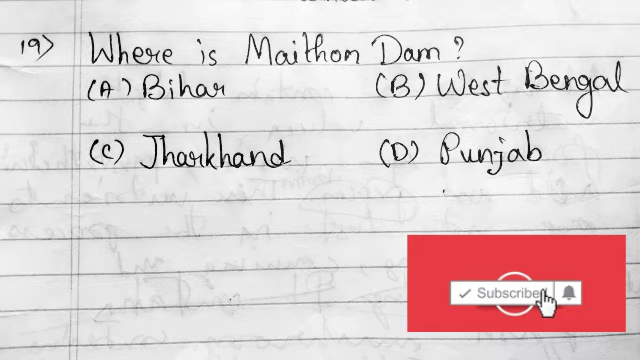 19) Where is Maithon Dam?
(A) Bihar (B) West Bengal
(C) Jharkhand (D) Punjab
✓ Subscribe